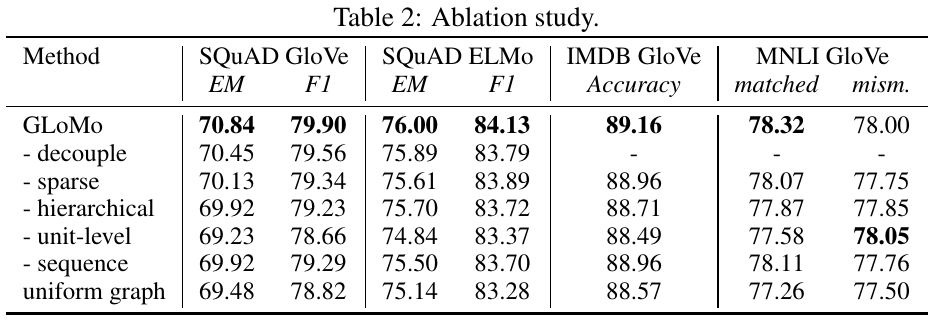 Table 2: Ablation study.
Method SQuAD GloVe SQuAD ELMo IMDB GloVe MNLI GloVe
EM F1 EM F1 Accuracy matched mism.
GLoMo 70.84 79.90 76.00 84.13 89.16 78.32 78.00
- decouple 70.45 79.56 75.89 83.79 - - -
- sparse 70.13 79.34 75.61 83.89 88.96 78.07 77.75
- hierarchical 69.92 79.23 75.70 83.72 88.71 77.87 77.85
- unit-level 69.23 78.66 74.84 83.37 88.49 77.58 78.05
- sequence 69.92 79.29 75.50 83.70 88.96 78.11 77.76
uniform graph 69.48 78.82 75.14 83.28 88.57 77.26 77.50